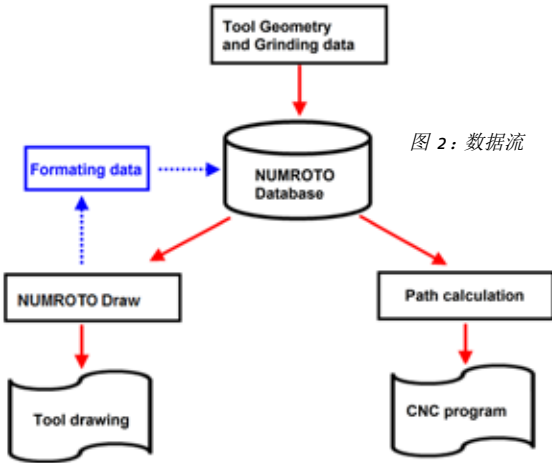 Tool Geometry
and Grinding data
图 2：数据流
Formating data
NUMROTO
Database
NUMROTO Draw
Path calculation
Tool drawing
CNC program